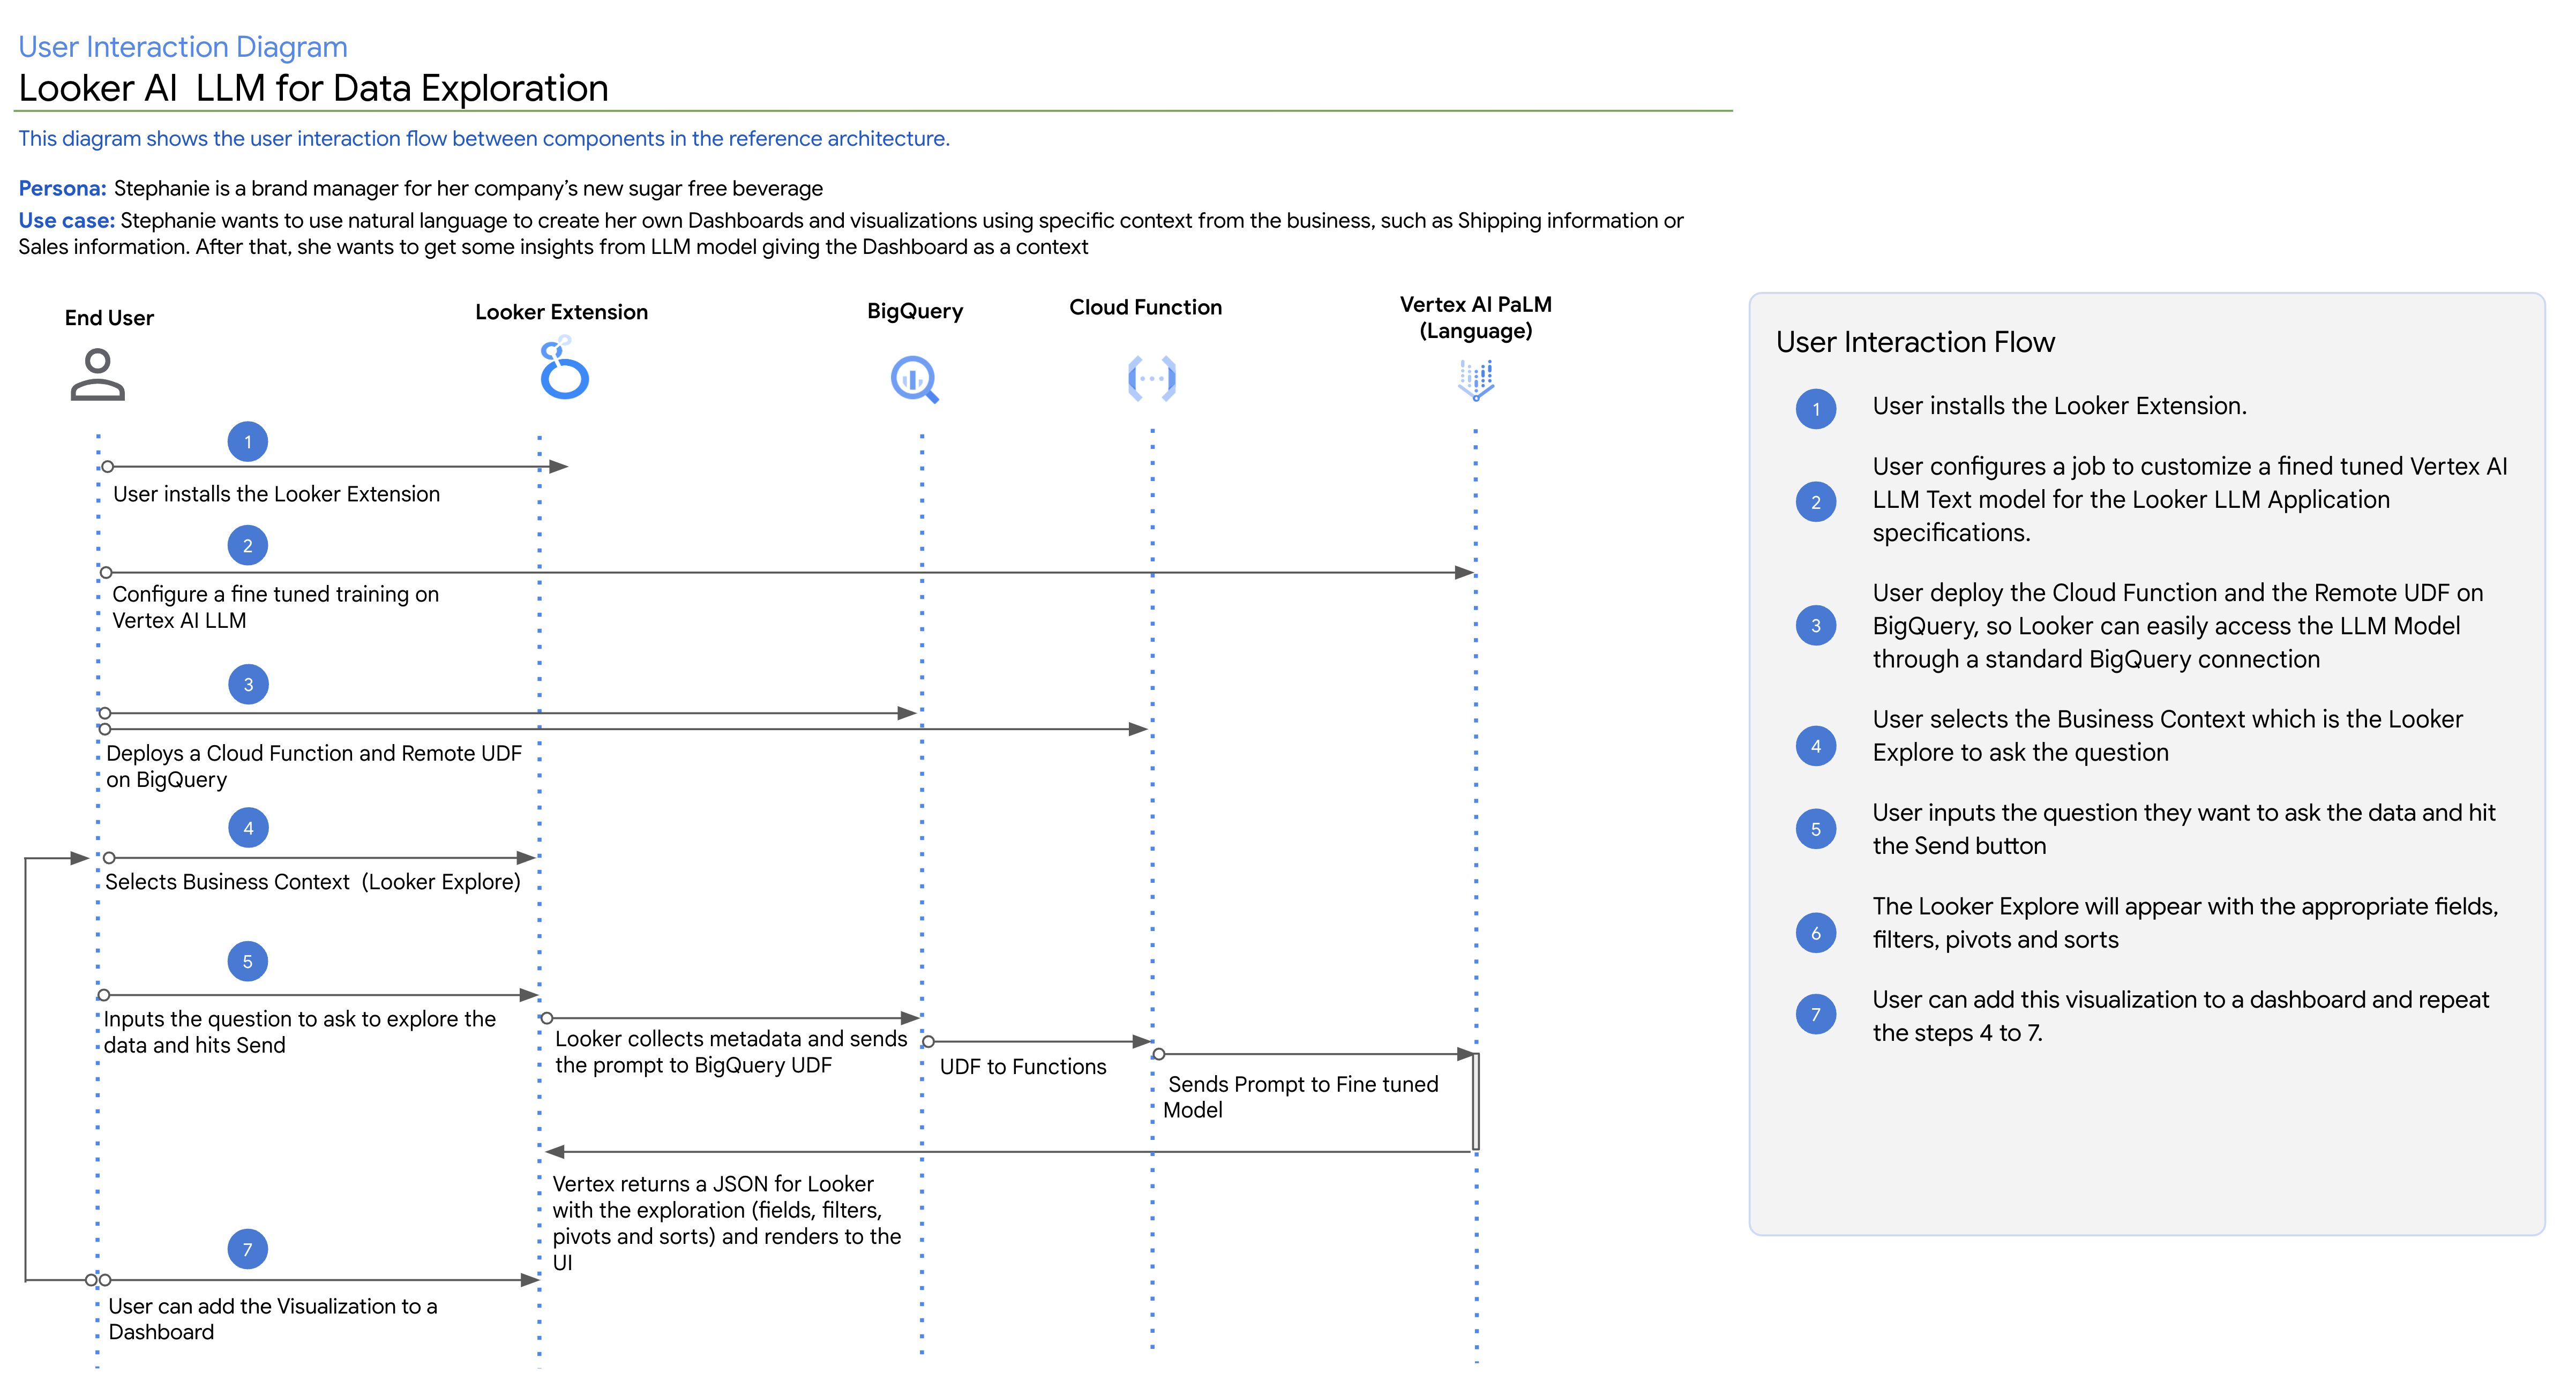 User Interaction Diagram
Looker AI  LLM for Data Exploration
This diagram shows the user interaction flow between components in the reference architecture.
Persona: Stephanie is a brand manager for her company’s new sugar free beverage
Use case: Stephanie wants to use natural language to create her own Dashboards and visualizations using specific context from the business, such as Shipping information or
Sales information. After that, she wants to get some insights from LLM model giving the Dashboard as a context
End User
Looker Extension
BigQuery
Cloud Function
Vertex AI PaLM
(Language)
1
User installs the Looker Extension
2
Configure a fine tuned training on
Vertex AI LLM
3
Deploys a Cloud Function and Remote UDF
on BigQuery
4
Selects Business Context  (Looker Explore)
5
Inputs the question to ask to explore the
data and hits Send
Looker collects metadata and sends
the prompt to BigQuery UDF
UDF to Functions
Sends Prompt to Fine tuned
Model
Vertex returns a JSON for Looker
with the exploration (fields, filters,
pivots and sorts) and renders to the
UI
7
User can add the Visualization to a
Dashboard
User Interaction Flow
1
User installs the Looker Extension.
2
User configures a job to customize a fined tuned Vertex AI
LLM Text model for the Looker LLM Application
specifications.
3
User deploy the Cloud Function and the Remote UDF on
BigQuery, so Looker can easily access the LLM Model
through a standard BigQuery connection
4
User selects the Business Context which is the Looker
Explore to ask the question
5
User inputs the question they want to ask the data and hit
the Send button
6
The Looker Explore will appear with the appropriate fields,
filters, pivots and sorts
7
User can add this visualization to a dashboard and repeat
the steps 4 to 7.